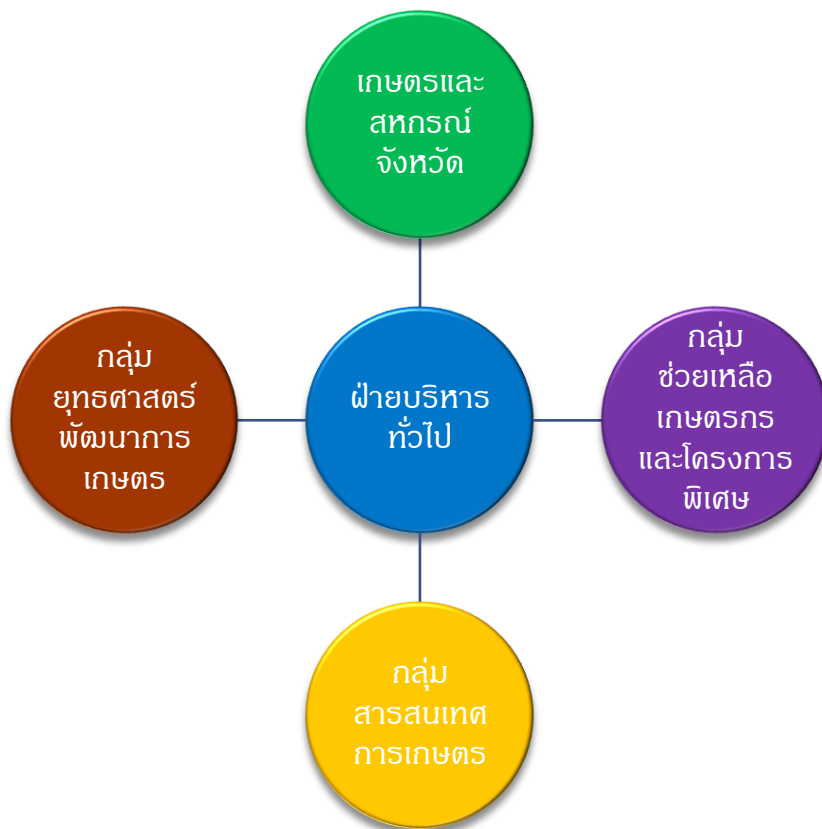 เกษตรและ
สหกรณ์
จังหวัด
กลุ่ม
ยุทธศาสตร์
พัฒนาการ
เกษตร
ฝ่ายบริหาร
ทั่วไป
กลุ่ม
ช่วยเหลือ
เกษตรกร
และโครงการ
พิเศษ
กลุ่ม
สารสนเทศ
การเกษตร